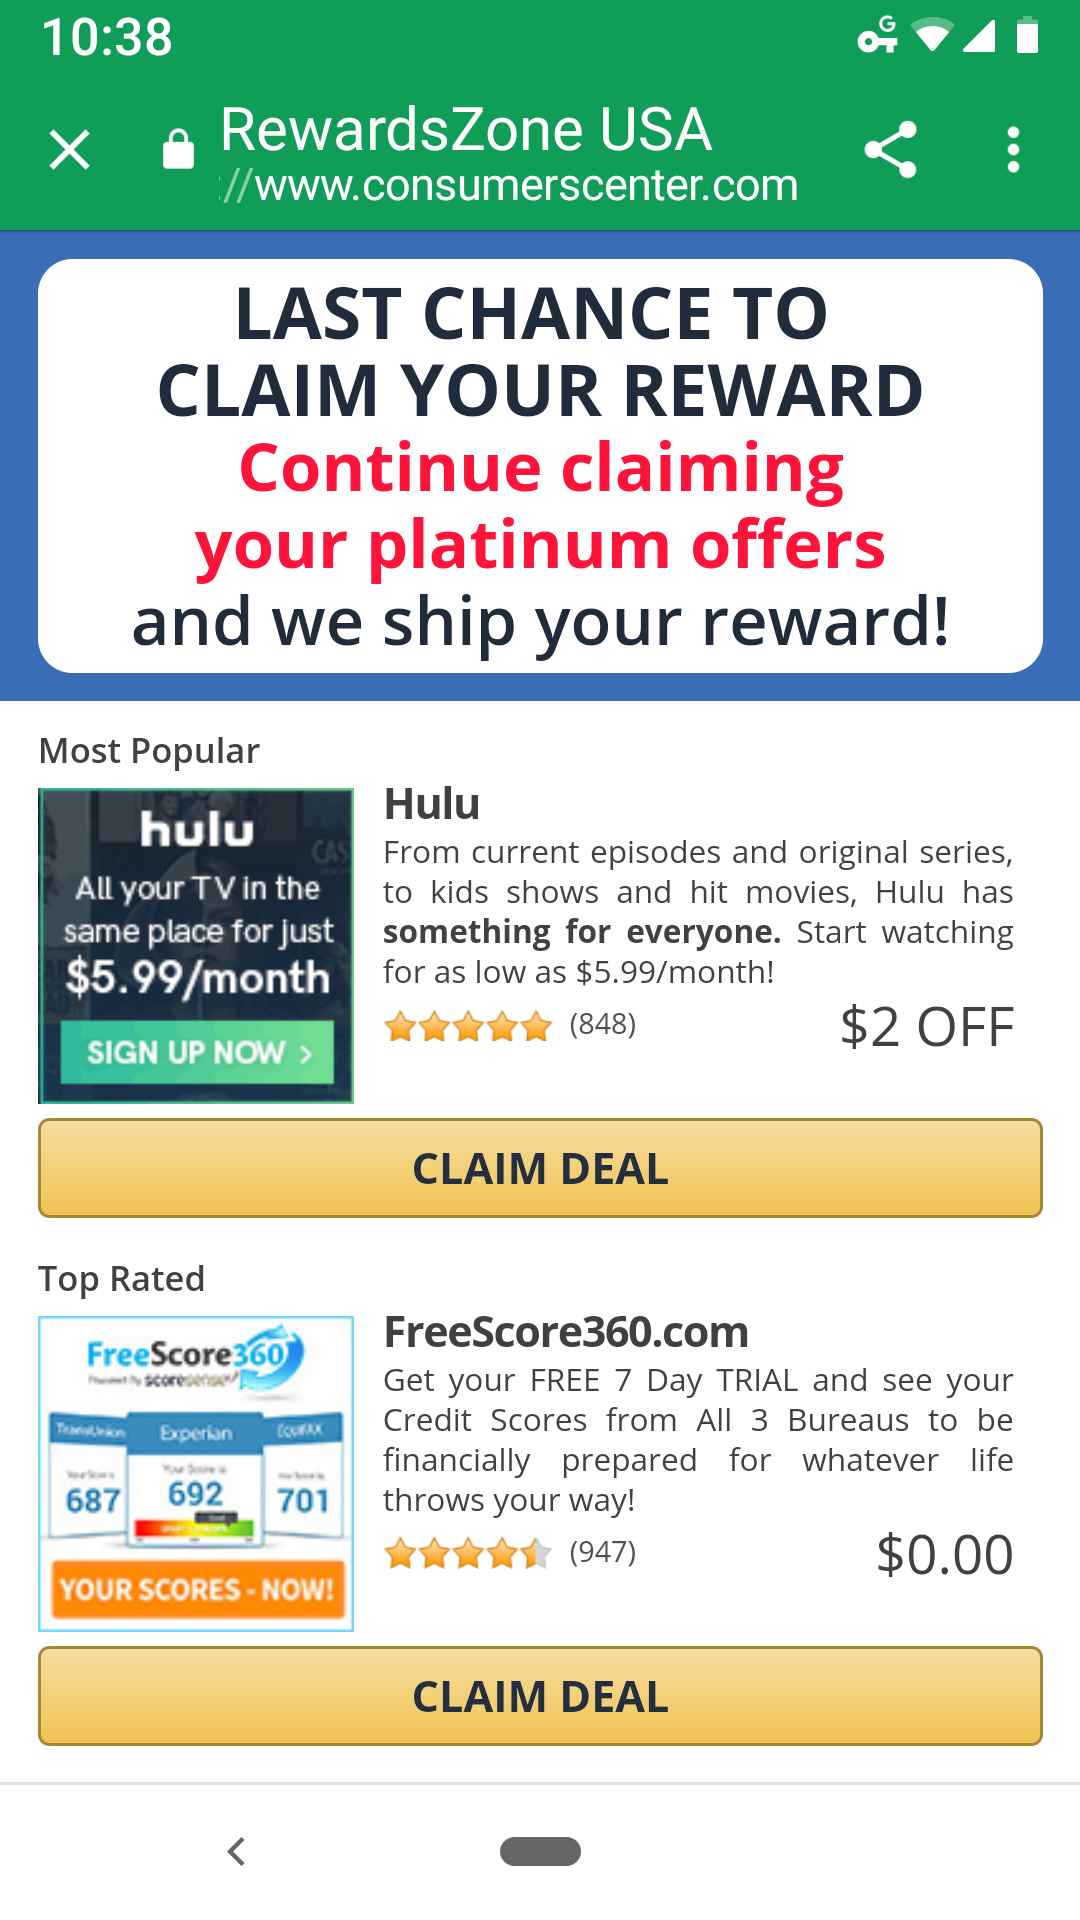 10:38
G
RewardsZone USA
://www.consumerscenter.com
LAST CHANCE TO
CLAIM YOUR REWARD
Continue claiming
your platinum offers
and we ship your reward!
Most Popular
hulu
All your TV in the
same place for just
$5.99/month
SIGN UP NOW >
Hulu
From current episodes and original series,
to kids shows and hit movies, Hulu has
something for everyone. Start watching
for as low as $5.99/month!
(848)
$2 OFF
CLAIM DEAL
Top Rated
FreeScore360
Powered by scoresense
TransUnion
Experian
EQUIFAX
Your Score is
687
692
701
YOUR SCORES - NOW!
FreeScore360.com
Get your FREE 7 Day TRIAL and see your
Credit Scores from All 3 Bureaus to be
financially prepared for whatever life
throws your way!
(947)
$0.00
CLAIM DEAL